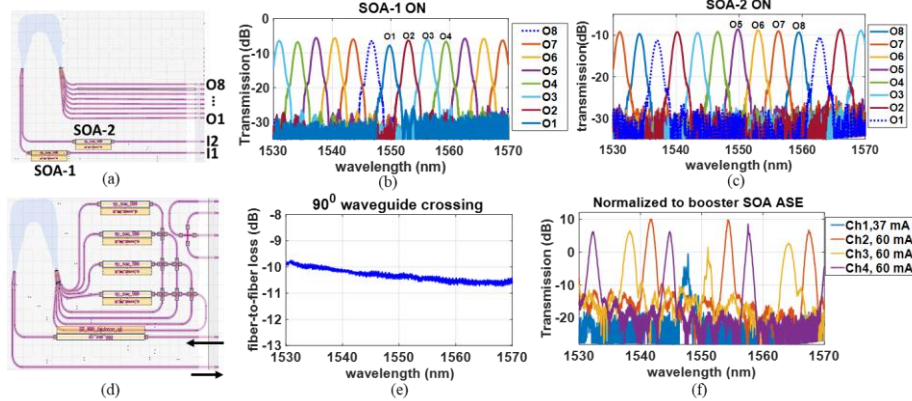 O8
O7
⋮
O1
I2
I1
SOA-2
SOA-1
(a)
SOA-1 ON
Transmission (dB)
0
-10
-20
-30
O1
O2
O3
O4
1530
1540
1550
1560
1570
wavelength (nm)
O8
O7
O6
O5
O4
O3
O2
O1
(b)
SOA-2 ON
transmission (dB)
0
-10
-20
-30
O5
O6
O7
O8
1530
1540
1550
1560
1570
wavelength (nm)
O8
O7
O6
O5
O4
O3
O2
O1
(c)
(d)
90⁰ waveguide crossing
fiber-to-fiber loss (dB)
-8
-9
-10
-11
-12
-13
1530
1540
1550
1560
1570
wavelength (nm)
(e)
Normalized to booster SOA ASE
Transmission (dB)
10
0
-10
-20
1530
1540
1550
1560
1570
wavelength (nm)
Ch1,37 mA
Ch2, 60 mA
Ch3, 60 mA
Ch4, 60 mA
(f)